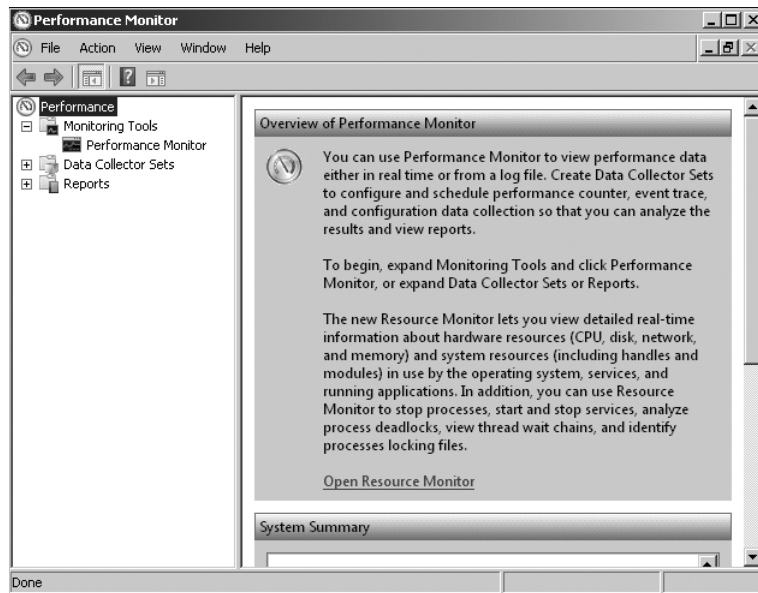 Performance Monitor
File Action View Window Help
Performance
Monitoring Tools
Performance Monitor
Data Collector Sets
Reports
Overview of Performance Monitor
You can use Performance Monitor to view performance data
either in real time or from a log file. Create Data Collector Sets
to configure and schedule performance counter, event trace,
and configuration data collection so that you can analyze the
results and view reports.
To begin, expand Monitoring Tools and click Performance
Monitor, or expand Data Collector Sets or Reports.
The new Resource Monitor lets you view detailed real-time
information about hardware resources (CPU, disk, network,
and memory) and system resources (including handles and
modules) in use by the operating system, services, and
running applications. In addition, you can use Resource
Monitor to stop processes, start and stop services, analyze
process deadlocks, view thread wait chains, and identify
processes locking files.
Open Resource Monitor
System Summary
Done